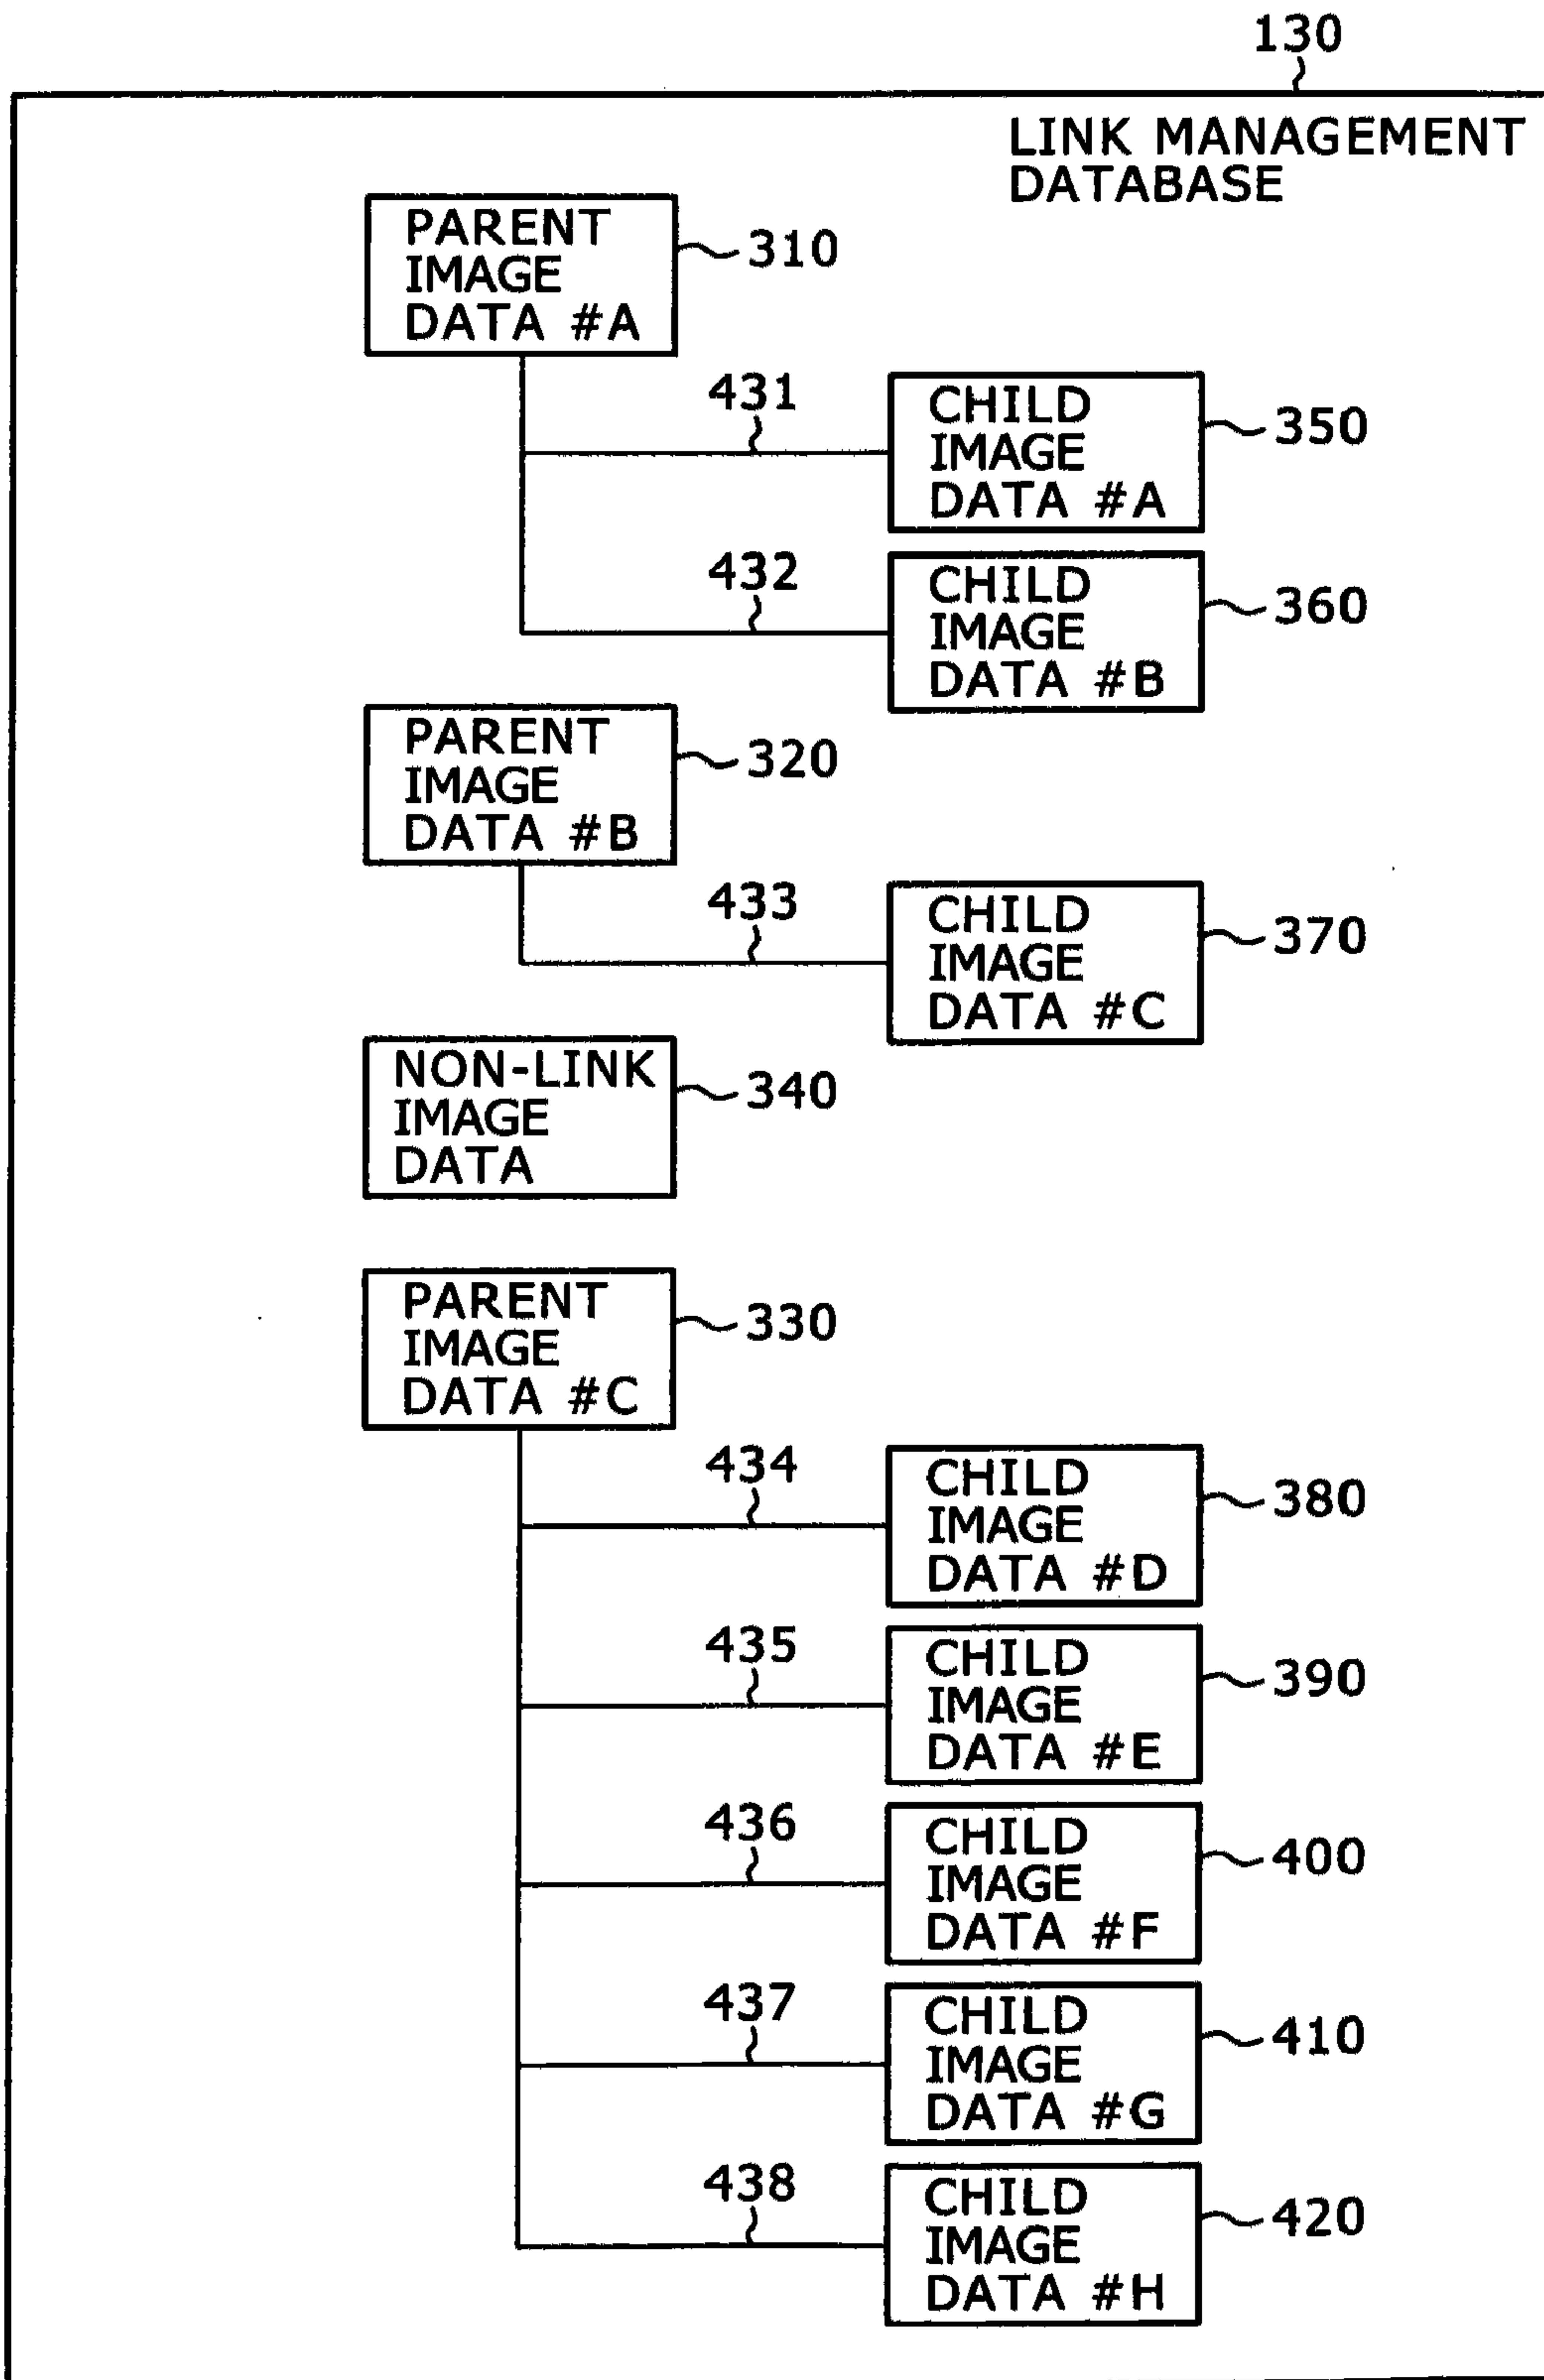 130
LINK MANAGEMENT
DATABASE
PARENT
IMAGE
DATA #A
310
431
CHILD
IMAGE
DATA #A
350
432
CHILD
IMAGE
DATA #B
360
PARENT
IMAGE
DATA #B
320
433
CHILD
IMAGE
DATA #C
370
NON-LINK
IMAGE
DATA
340
PARENT
IMAGE
DATA #C
330
434
CHILD
IMAGE
DATA #D
380
435
CHILD
IMAGE
DATA #E
390
436
CHILD
IMAGE
DATA #F
400
437
CHILD
IMAGE
DATA #G
410
438
CHILD
IMAGE
DATA #H
420